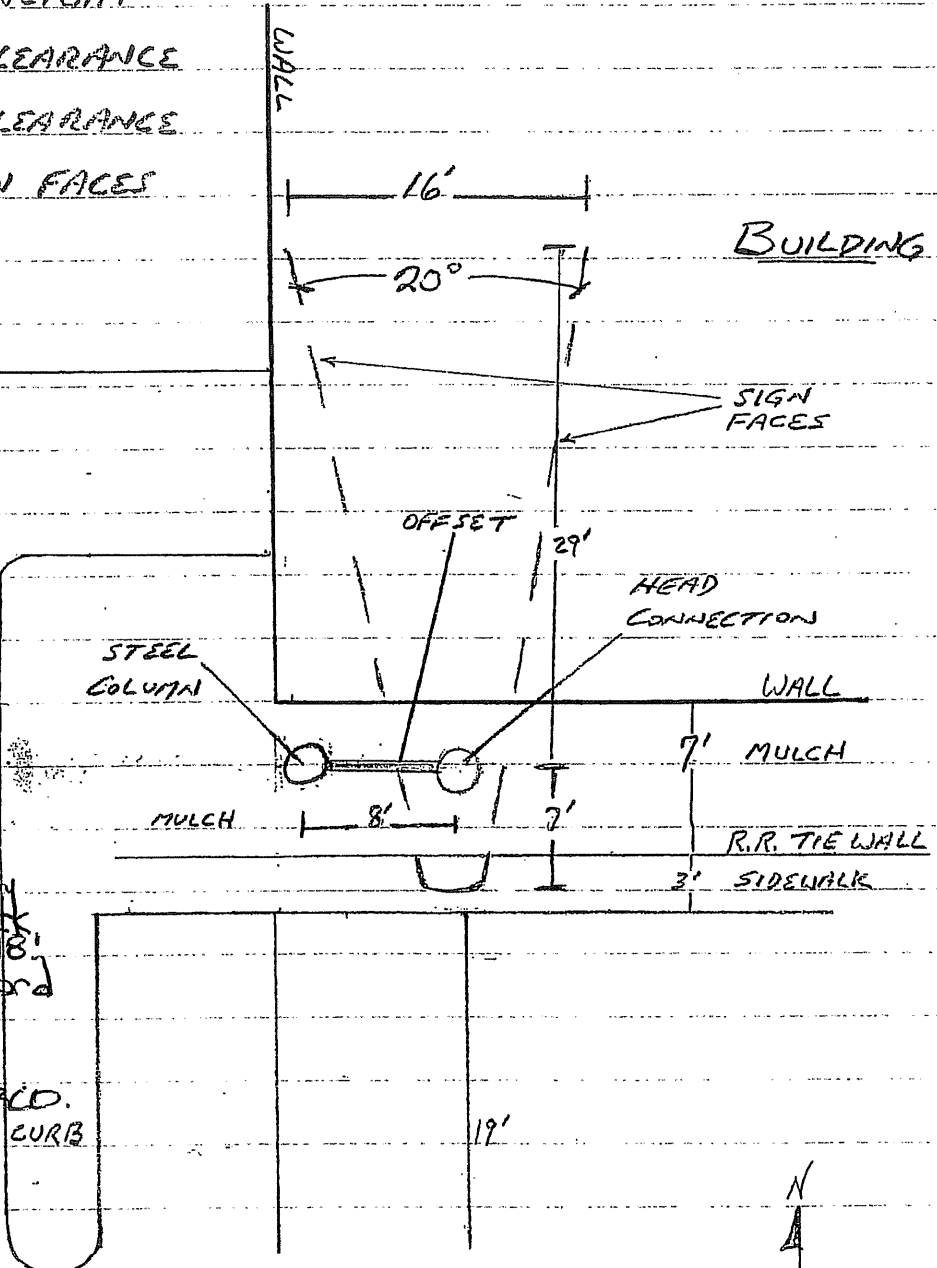 LEARANCE
WALL
LEARANCE
N FACES
16'
BUILDING
20°
SIGN
FACES
OFFSET
29'
HEAD
CONNECTION
STEEL
COLUMN
WALL
7'
MULCH
MULCH
8'
7'
R.R. TIE WALL
3'
SIDEWALK
CO.
CURB
19'
N